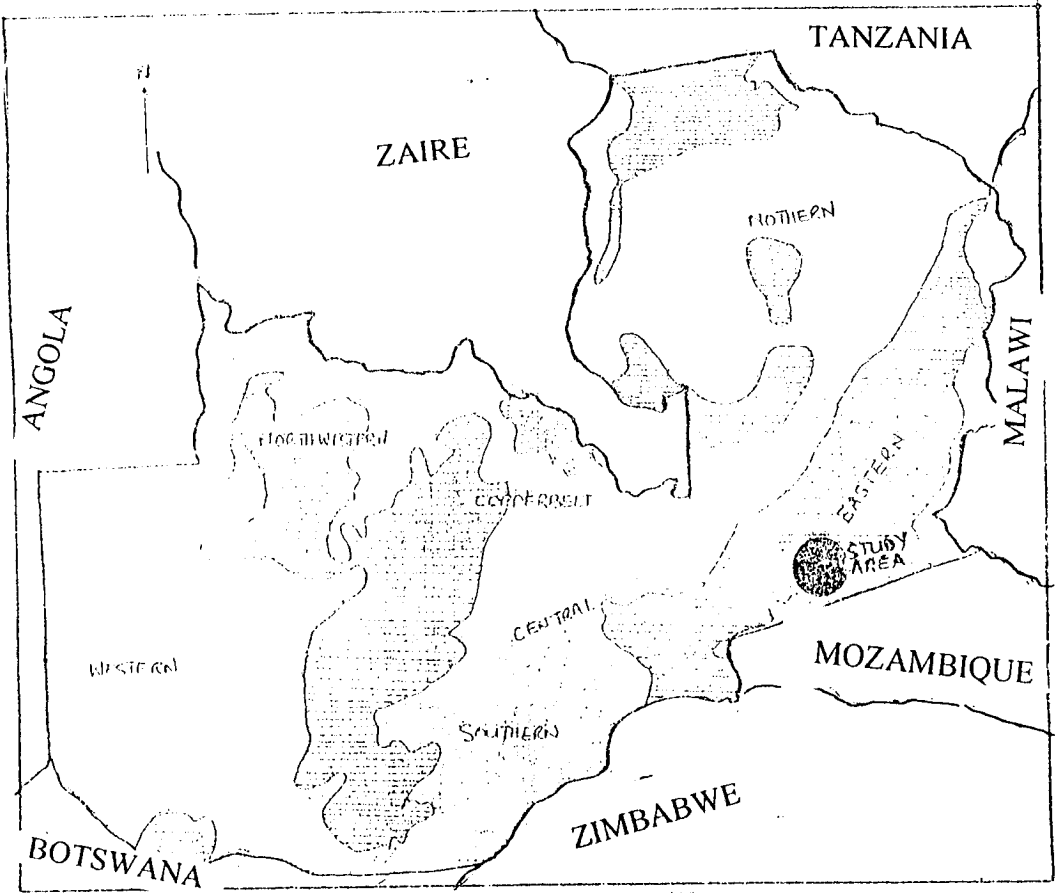 TANZANIA
N
ZAIRE
NOTHERN
ANGOLA
MALAWI
NORTHWESTERN
COPPERBELT
EASTERN
STUDY
AREA
CENTRAL
WESTERN
MOZAMBIQUE
SOUTHERN
ZIMBABWE
BOTSWANA